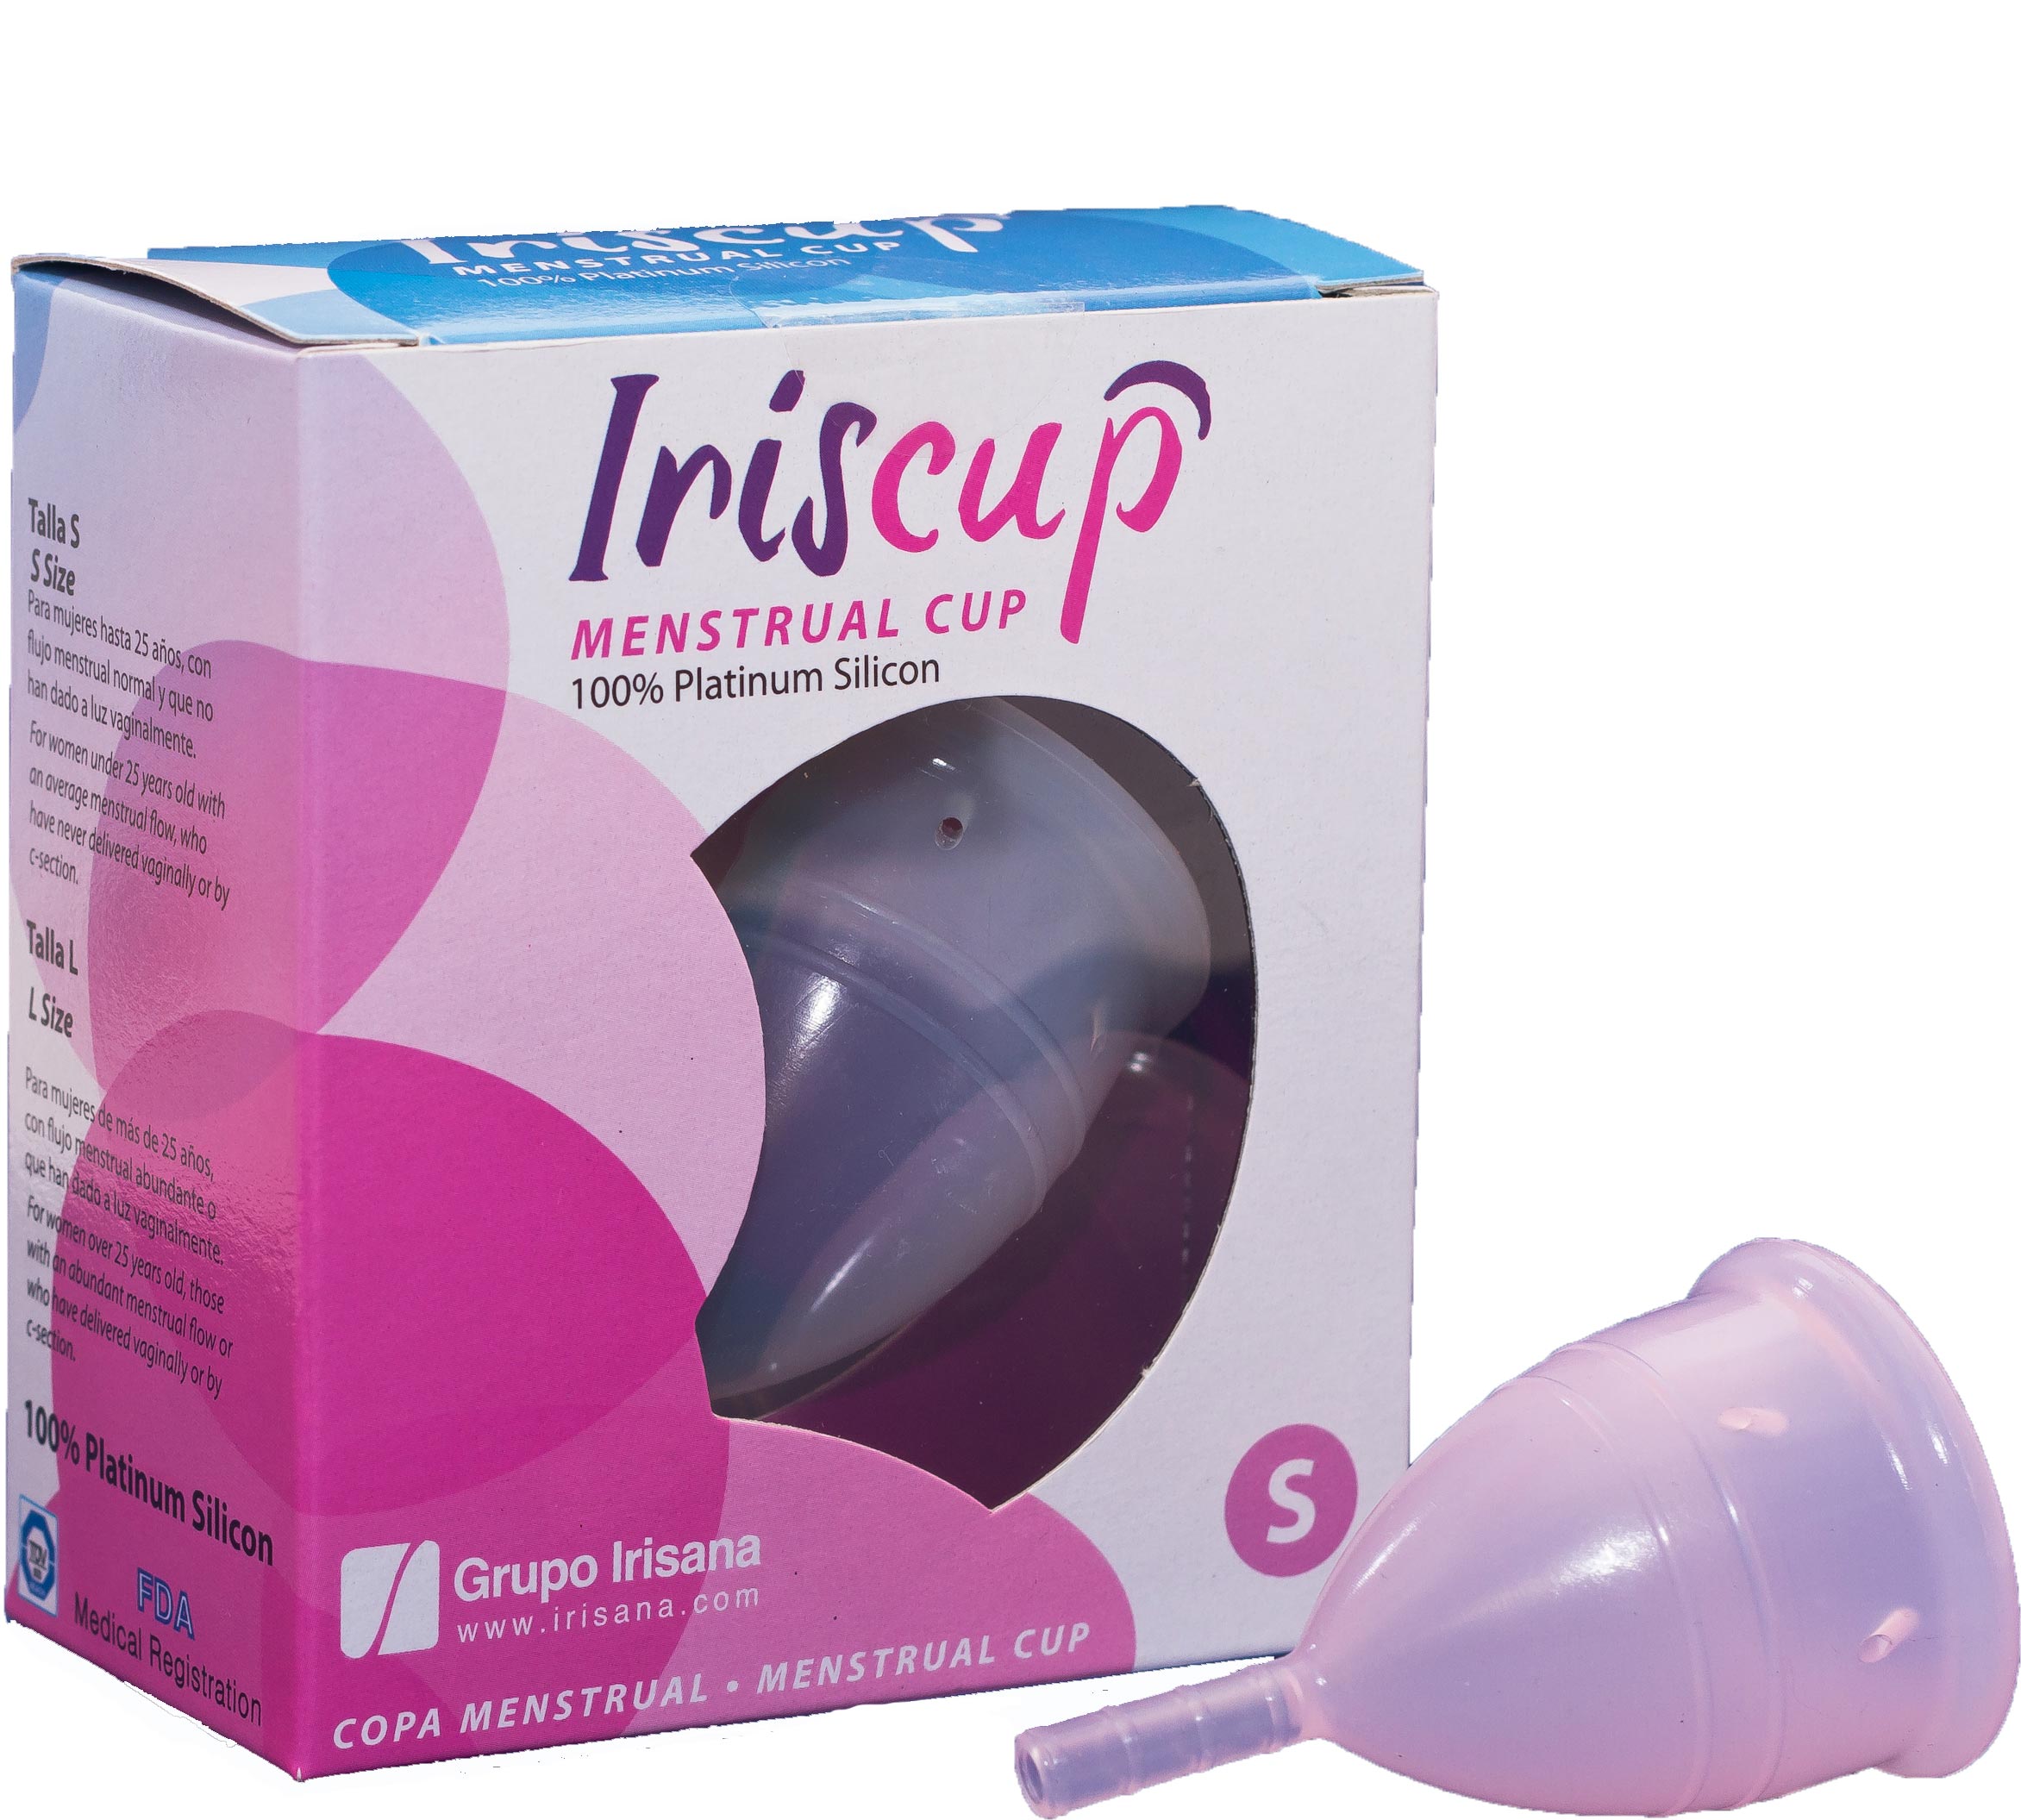 Iriscup
MENSTRUAL CUP
100% Platinum Silicon
Iriscup
MENSTRUAL CUP
100% Platinum Silicon
S
Grupo Irisana
www.irisana.com
COPA MENSTRUAL • MENSTRUAL CUP
Talla S
S Size
Para mujeres hasta 25 años, con
flujo menstrual normal y que no
han dado a luz vaginalmente.
For women under 25 years old with
an average menstrual flow, who
have never delivered vaginally or by
c-section.
Talla L
L Size
Para mujeres de más de 25 años,
con flujo menstrual abundante o
que han dado a luz vaginalmente.
For women over 25 years old, those
with an abundant menstrual flow or
who have delivered vaginally or by
c-section.
100% Platinum Silicon
TÜV
FDA
Medical Registration